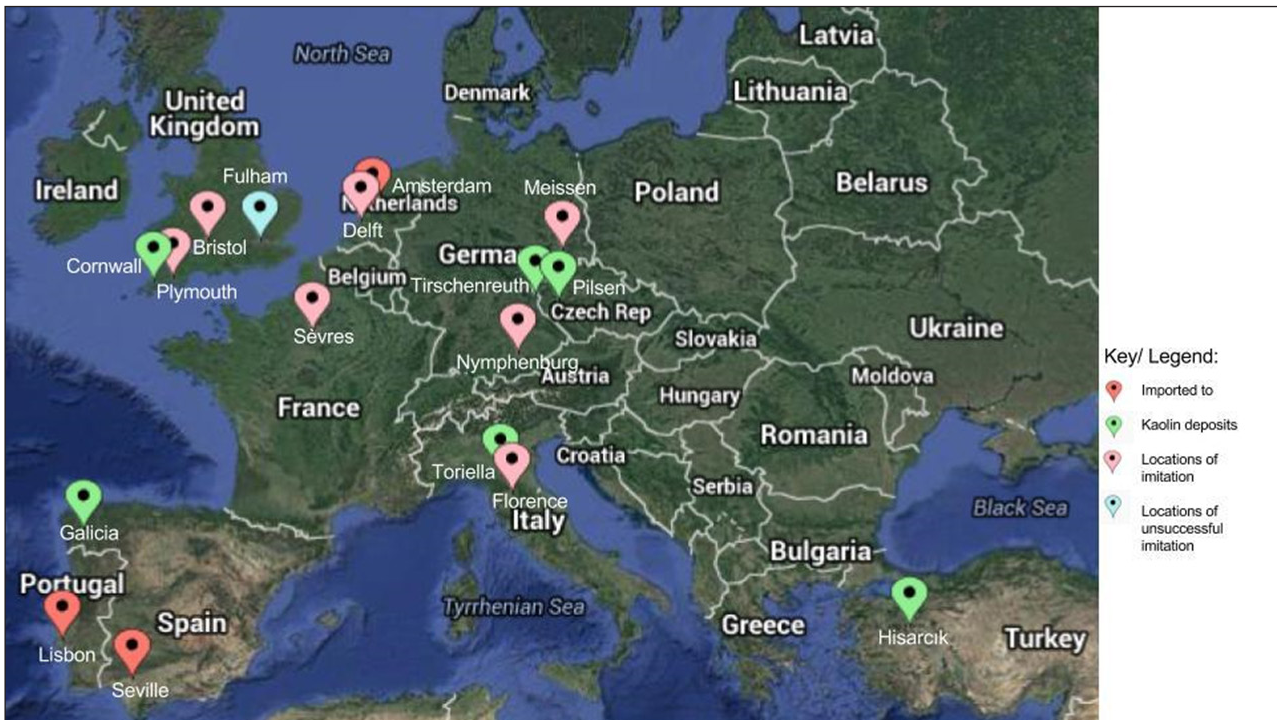 Latvia
North Sea
Denmark
Lithuania
United
Kingdom
Ireland
Fulham
Amsterdam
Meissen
Poland
Belarus
Netherlands
Delft
Bristol
Cornwall
Plymouth
Belgium
Germa
Tirschenreuth
Pilsen
Czech Rep
Sèvres
Ukraine
Slovakia
Nymphenburg
Austria
Moldova
Hungary
France
Romania
Croatia
Toriella
Serbia
Florence
Italy
Galicia
Black Sea
Bulgaria
Portugal
Tyrrhenian Sea
Spain
Greece
Hisarcık
Turkey
Lisbon
Seville
Key/ Legend:
Imported to
Kaolin deposits
Locations of
imitation
Locations of
unsuccessful
imitation